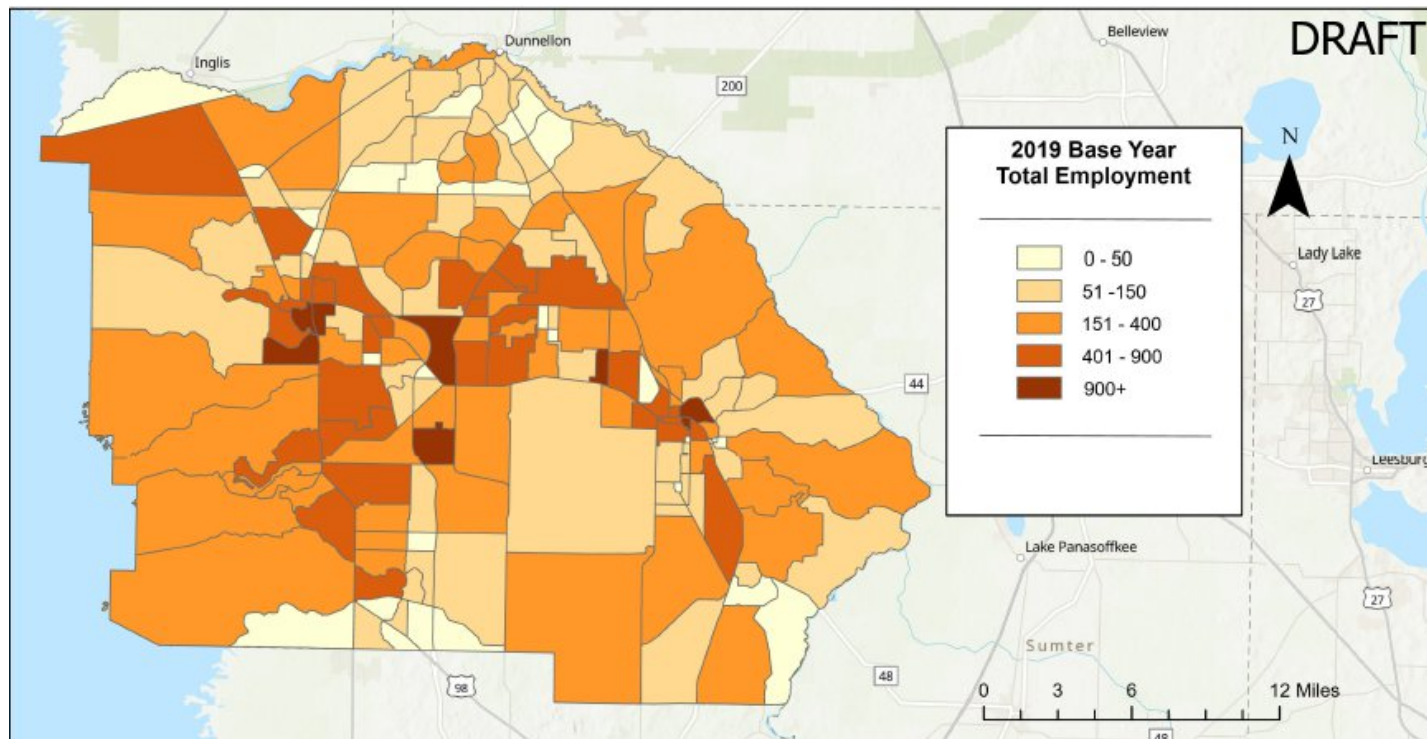 DRAFT
Dunnellon
Belleview
Inglis
200
2019 Base Year
Total Employment
N
0 - 50
51 -150
151 - 400
401 - 900
900+
Lady Lake
27
44
Leesburg
Lake Panasoffkee
27
Sumter
48
98
0 3 6 12 Miles
48